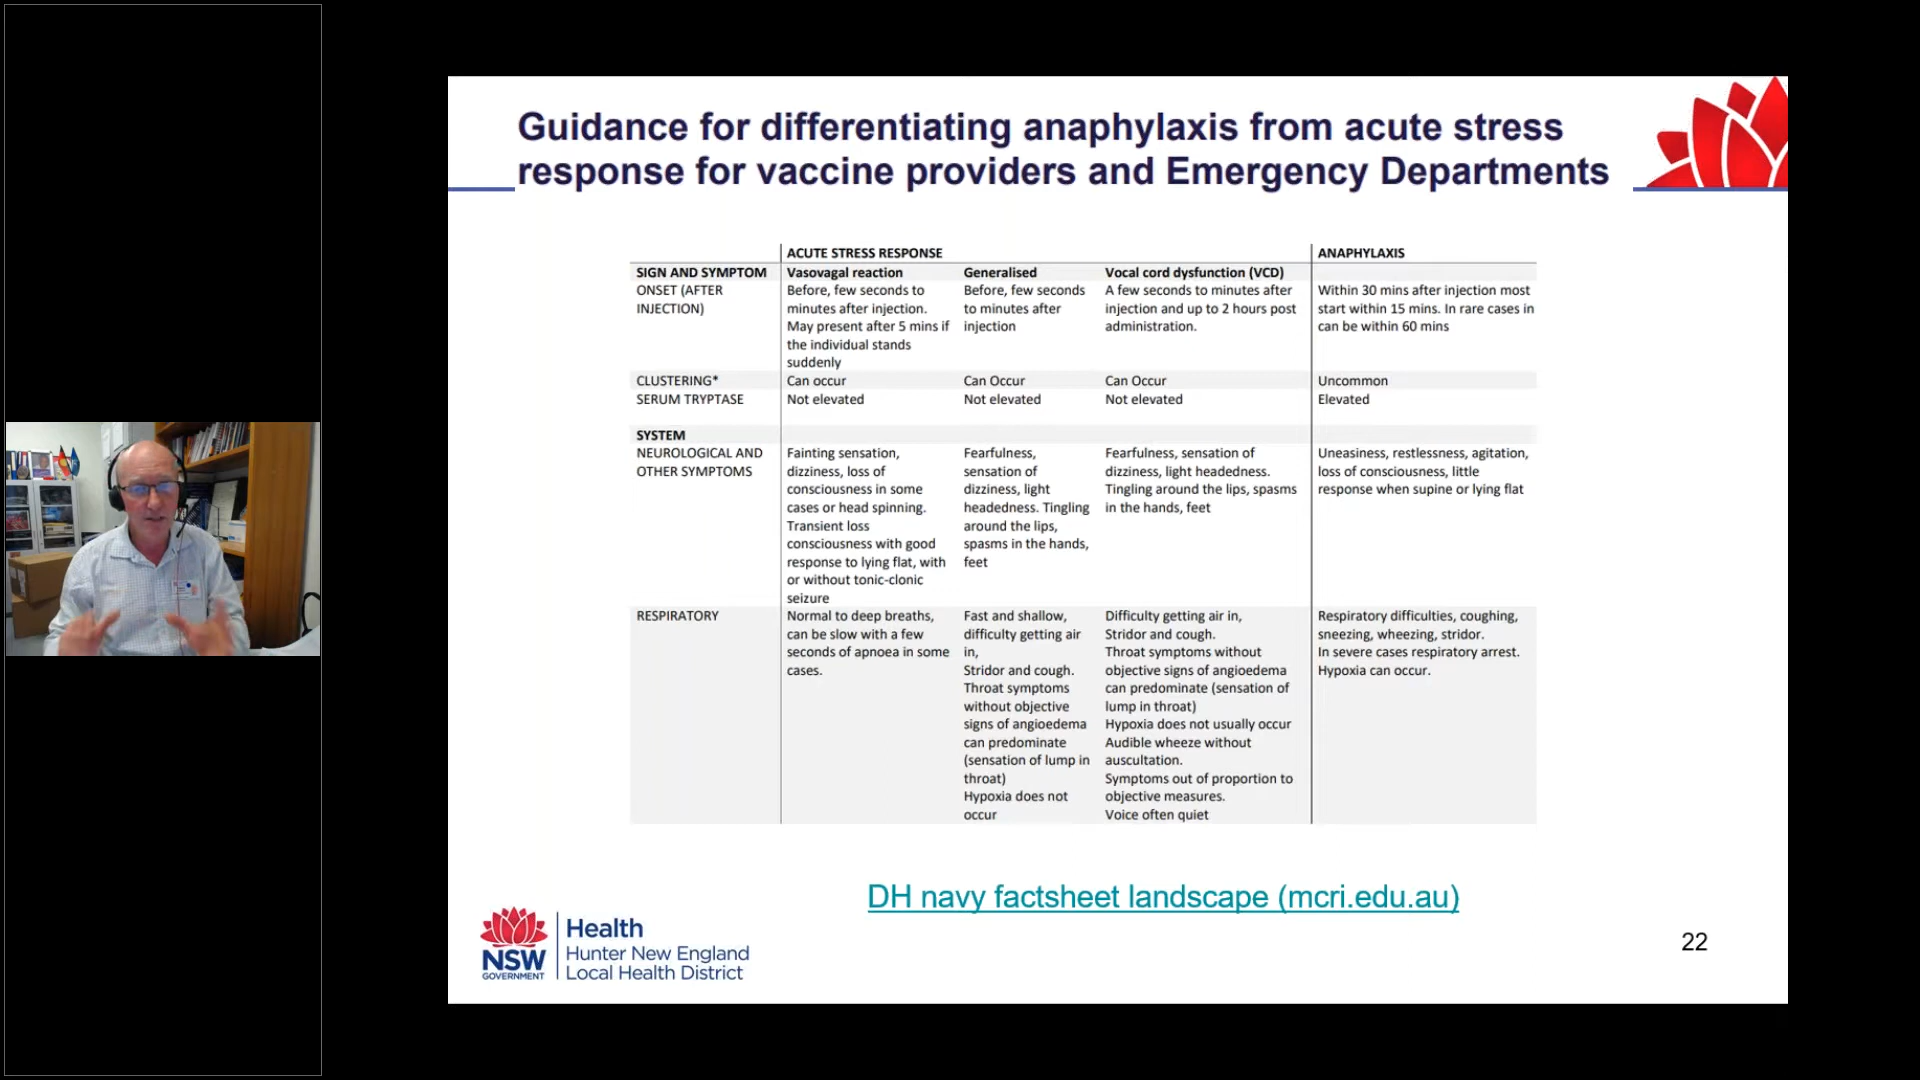 Guidance for differentiating anaphylaxis from acute stress
response for vaccine providers and Emergency Departments
ACUTE STRESS RESPONSE
ANAPHYLAXIS
SIGN AND SYMPTOM
Vasovagal reaction
Generalised
Vocal cord dysfunction (VCD)
ONSET (AFTER
INJECTION)
Before, few seconds to
minutes after injection.
May present after 5 mins if
the individual stands
suddenly
Before, few seconds
to minutes after
injection
A few seconds to minutes after
injection and up to 2 hours post
administration.
Within 30 mins after injection most
start within 15 mins. In rare cases in
can be within 60 mins
CLUSTERING*
Can occur
Can Occur
Can Occur
Uncommon
SERUM TRYPTASE
Not elevated
Not elevated
Not elevated
Elevated
SYSTEM
NEUROLOGICAL AND
OTHER SYMPTOMS
Fainting sensation,
dizziness, loss of
consciousness in some
cases or head spinning.
Transient loss
consciousness with good
response to lying flat, with
or without tonic-clonic
seizure
Fearfulness,
sensation of
dizziness, light
headedness. Tingling
around the lips,
spasms in the hands,
feet
Fearfulness, sensation of
dizziness, light headedness.
Tingling around the lips, spasms
in the hands, feet
Uneasiness, restlessness, agitation,
loss of consciousness, little
response when supine or lying flat
RESPIRATORY
Normal to deep breaths,
can be slow with a few
seconds of apnoea in some
cases.
Fast and shallow,
difficulty getting air
in,
Stridor and cough.
Throat symptoms
without objective
signs of angioedema
can predominate
(sensation of lump in
throat)
Hypoxia does not
occur
Difficulty getting air in,
Stridor and cough.
Throat symptoms without
objective signs of angioedema
can predominate (sensation of
lump in throat)
Hypoxia does not usually occur
Audible wheeze without
auscultation.
Symptoms out of proportion to
objective measures.
Voice often quiet
Respiratory difficulties, coughing,
sneezing, wheezing, stridor.
In severe cases respiratory arrest.
Hypoxia can occur.
DH navy factsheet landscape (mcri.edu.au)
NSW
GOVERNMENT
Health
Hunter New England
Local Health District
22